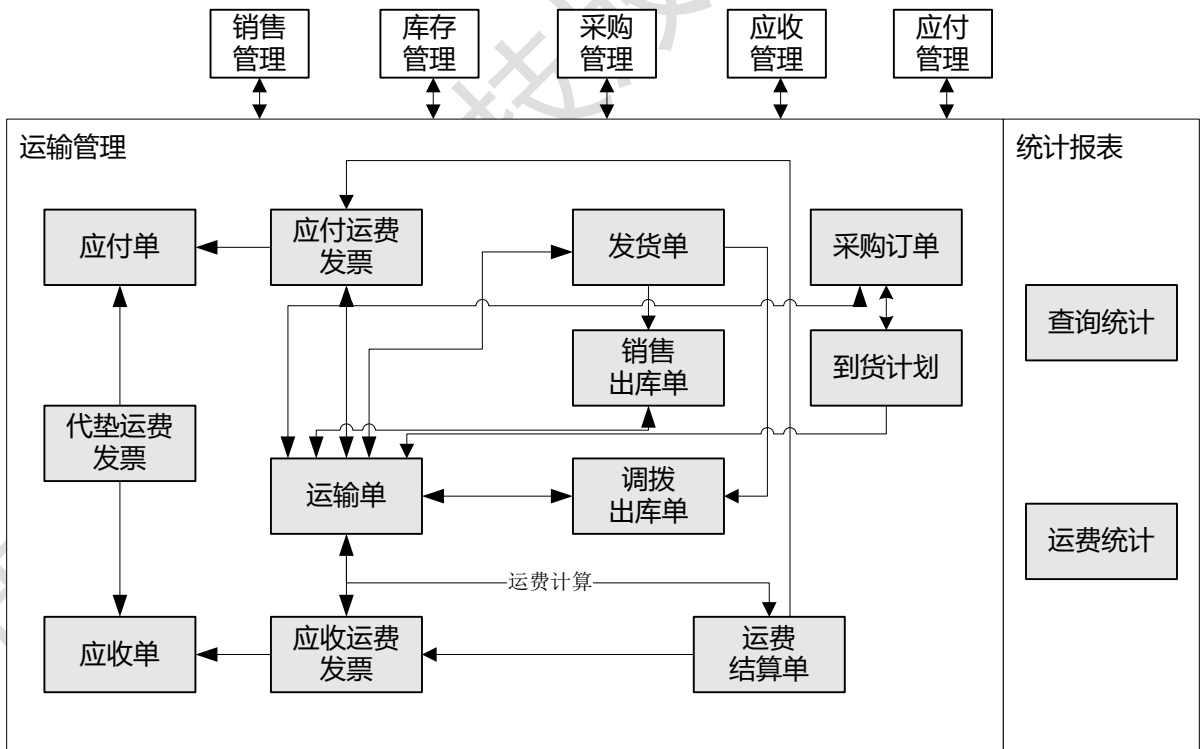 销售
管理
库存
管理
采购
管理
应收
管理
应付
管理
运输管理
统计报表
应付单
应付运费
发票
发货单
采购订单
查询统计
销售
出库单
到货计划
代垫运费
发票
运输单
调拨
出库单
运费统计
运费计算
应收单
应收运费
发票
运费
结算单